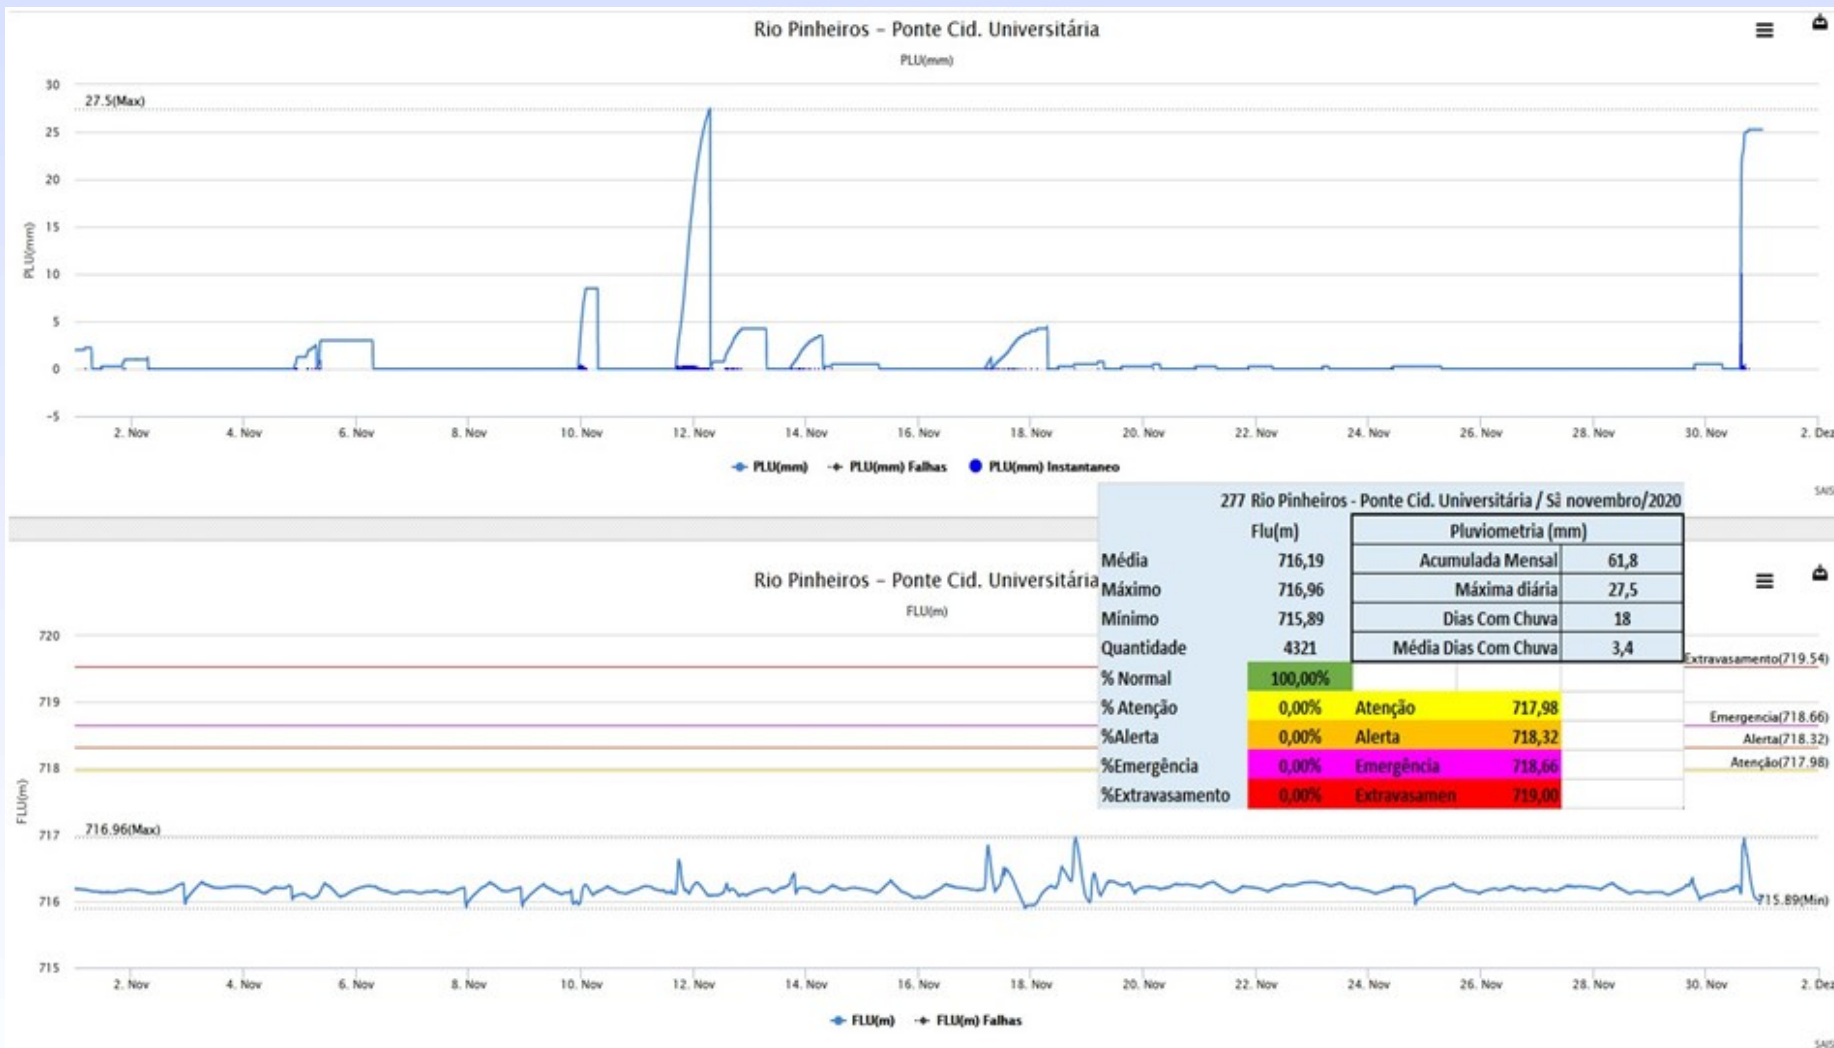 Rio Pinheiros – Ponte Cid. Universitária
PLU(mm)
30
27.5(Max)
25
20
15
10
5
0
−5
PLU(mm)
2. Nov 4. Nov 6. Nov 8. Nov 10. Nov 12. Nov 14. Nov 16. Nov 18. Nov 20. Nov 22. Nov 24. Nov 26. Nov 28. Nov 30. Nov 2. Dez
PLU(mm) PLU(mm) Falhas PLU(mm) Instantaneo
SAIS
277 Rio Pinheiros - Ponte Cid. Universitária / Sã novembro/2020
Flu(m) Pluviometria (mm)
Média 716,19 Acumulada Mensal 61,8
Máximo 716,96 Máxima diária 27,5
Mínimo 715,89 Dias Com Chuva 18
Quantidade 4321 Média Dias Com Chuva 3,4
% Normal 100,00%
% Atenção 0,00% Atenção 717,98
%Alerta 0,00% Alerta 718,32
%Emergência 0,00% Emergência 718,66
%Extravasamento 0,00% Extravasamen 719,00
Rio Pinheiros – Ponte Cid. Universitária
FLU(m)
720
Extravasamento(719.54)
719
Emergencia(718.66)
Alerta(718.32)
718
Atenção(717.98)
FLU(m)
717
716.96(Max)
716
715.89(Min)
715
2. Nov 4. Nov 6. Nov 8. Nov 10. Nov 12. Nov 14. Nov 16. Nov 18. Nov 20. Nov 22. Nov 24. Nov 26. Nov 28. Nov 30. Nov 2. Dez
FLU(m) FLU(m) Falhas
SAIS